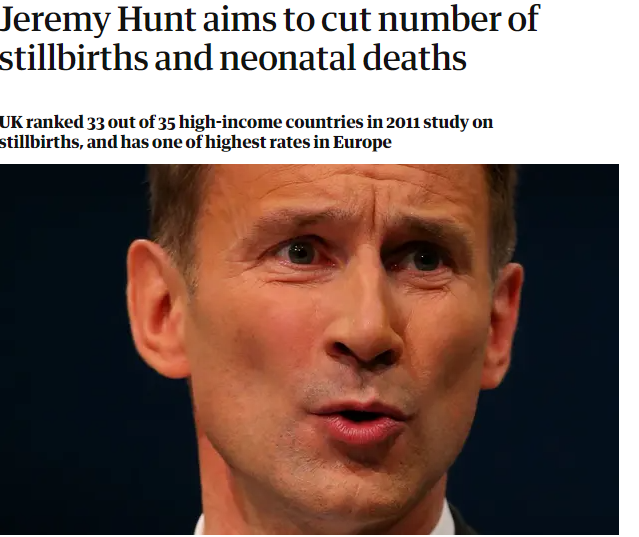 Jeremy Hunt aims to cut number of
stillbirths and neonatal deaths
UK ranked 33 out of 35 high-income countries in 2011 study on
stillbirths, and has one of highest rates in Europe